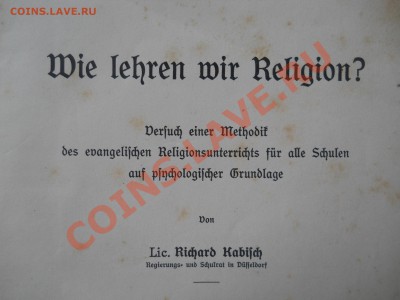 COINS.LAVE.RU
Wie lehren wir Religion?
Versuch einer Methodik
des evangelischen Religionsunterrichts für alle Schulen
auf psychologischer Grundlage
Von
Lic. Richard Kabisch
Regierungs- und Schulrat in Düsseldorf
COINS.LAVE.RU